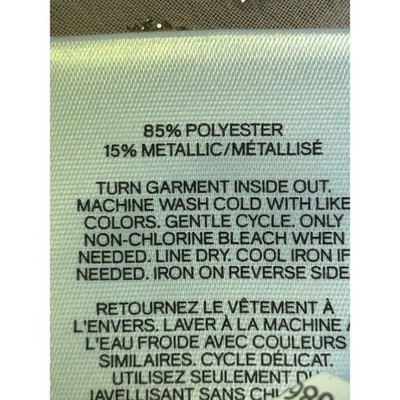 85% POLYESTER
15% METALLIC/MÉTALLISÉ
TURN GARMENT INSIDE OUT.
MACHINE WASH COLD WITH LIKE
COLORS. GENTLE CYCLE. ONLY
NON-CHLORINE BLEACH WHEN
NEEDED. LINE DRY. COOL IRON IF
NEEDED. IRON ON REVERSE SIDE
RETOURNEZ LE VÊTEMENT À
L'ENVERS. LAVER À LA MACHINE
L'EAU FROIDE AVEC COULEURS
SIMILAIRES. CYCLE DÉLICAT.
UTILISEZ SEULEMENT
JAVELLISANT SANS